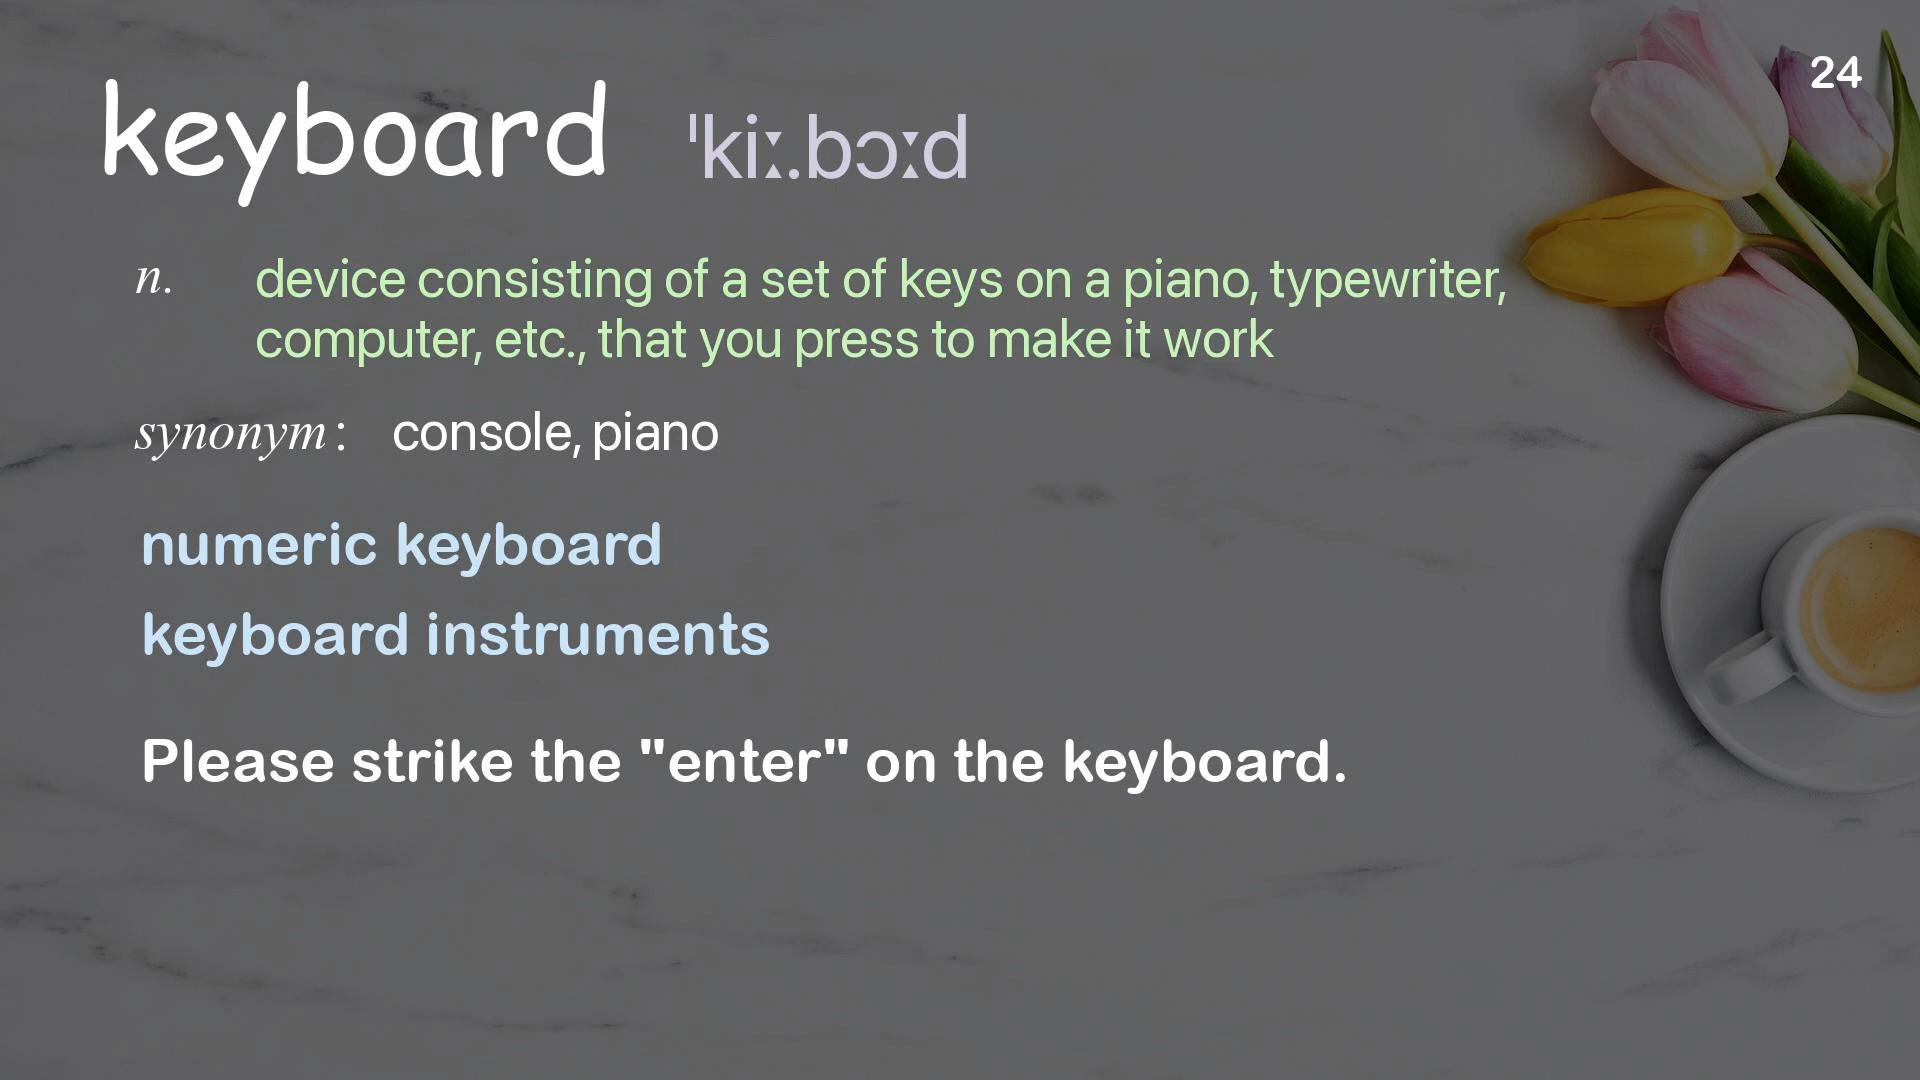 24
keyboard ˈkiː.bɔːd
n. device consisting of a set of keys on a piano, typewriter,
computer, etc., that you press to make it work
synonym: console, piano
numeric keyboard
keyboard instruments
Please strike the "enter" on the keyboard.